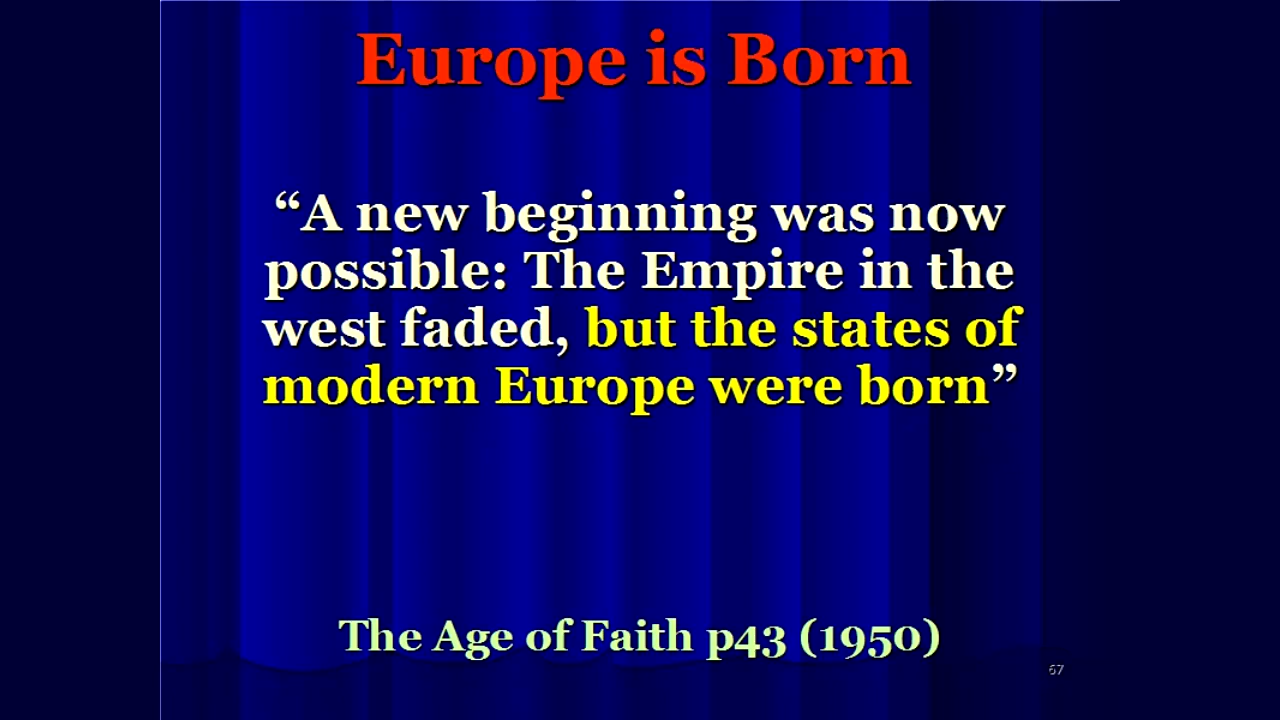 Europe is Born
“A new beginning was now
possible: The Empire in the
west faded, but the states of
modern Europe were born”
The Age of Faith p43 (1950)
67